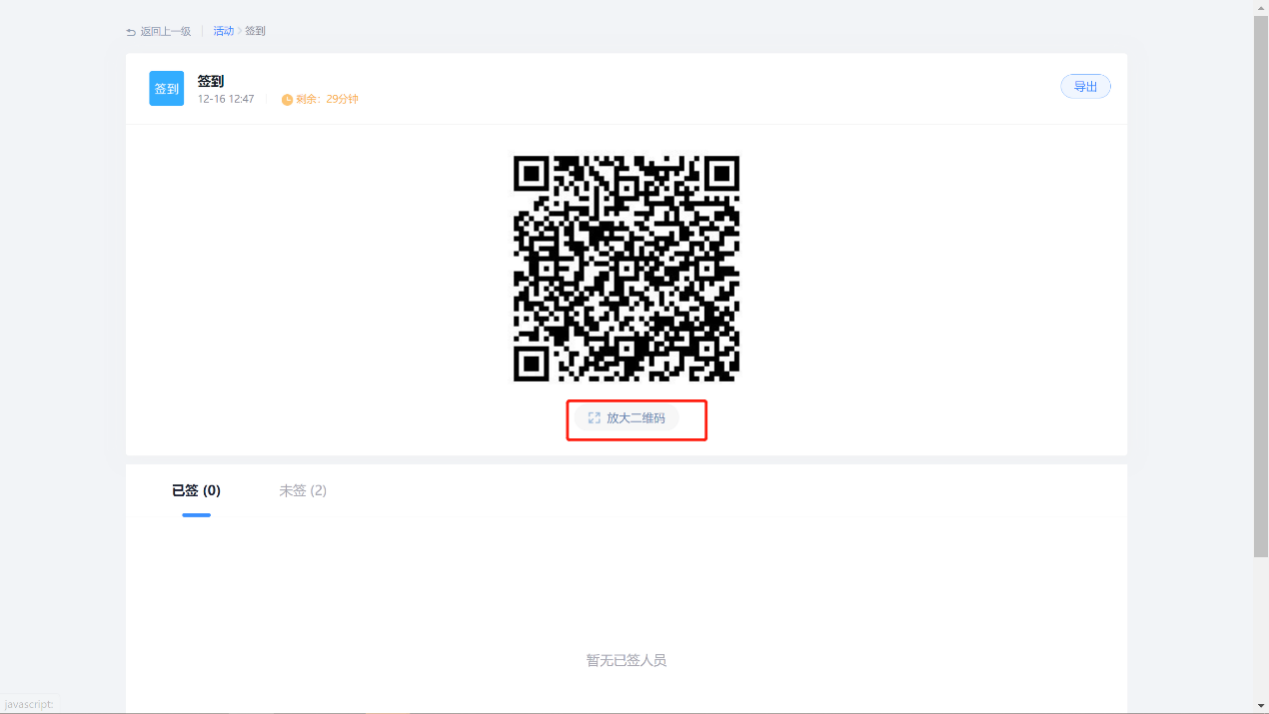 返回上一级 活动 > 签到
签到
签到
12-16 12:47 剩余：29分钟
导出
放大二维码
已签 (0) 未签 (2)
暂无已签人员
javascript: